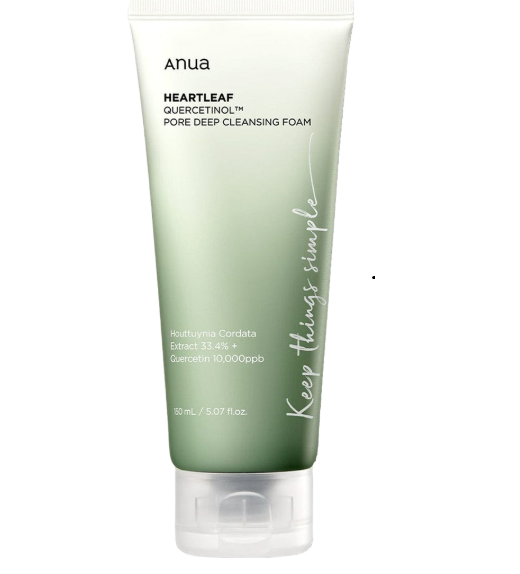 Anua
HEARTLEAF
QUERCETINOL™
PORE DEEP CLEANSING FOAM
Keep things simple
Houttuynia Cordata
Extract 33.4% +
Quercetin 10,000ppb
150 mL / 5.07 fl.oz.